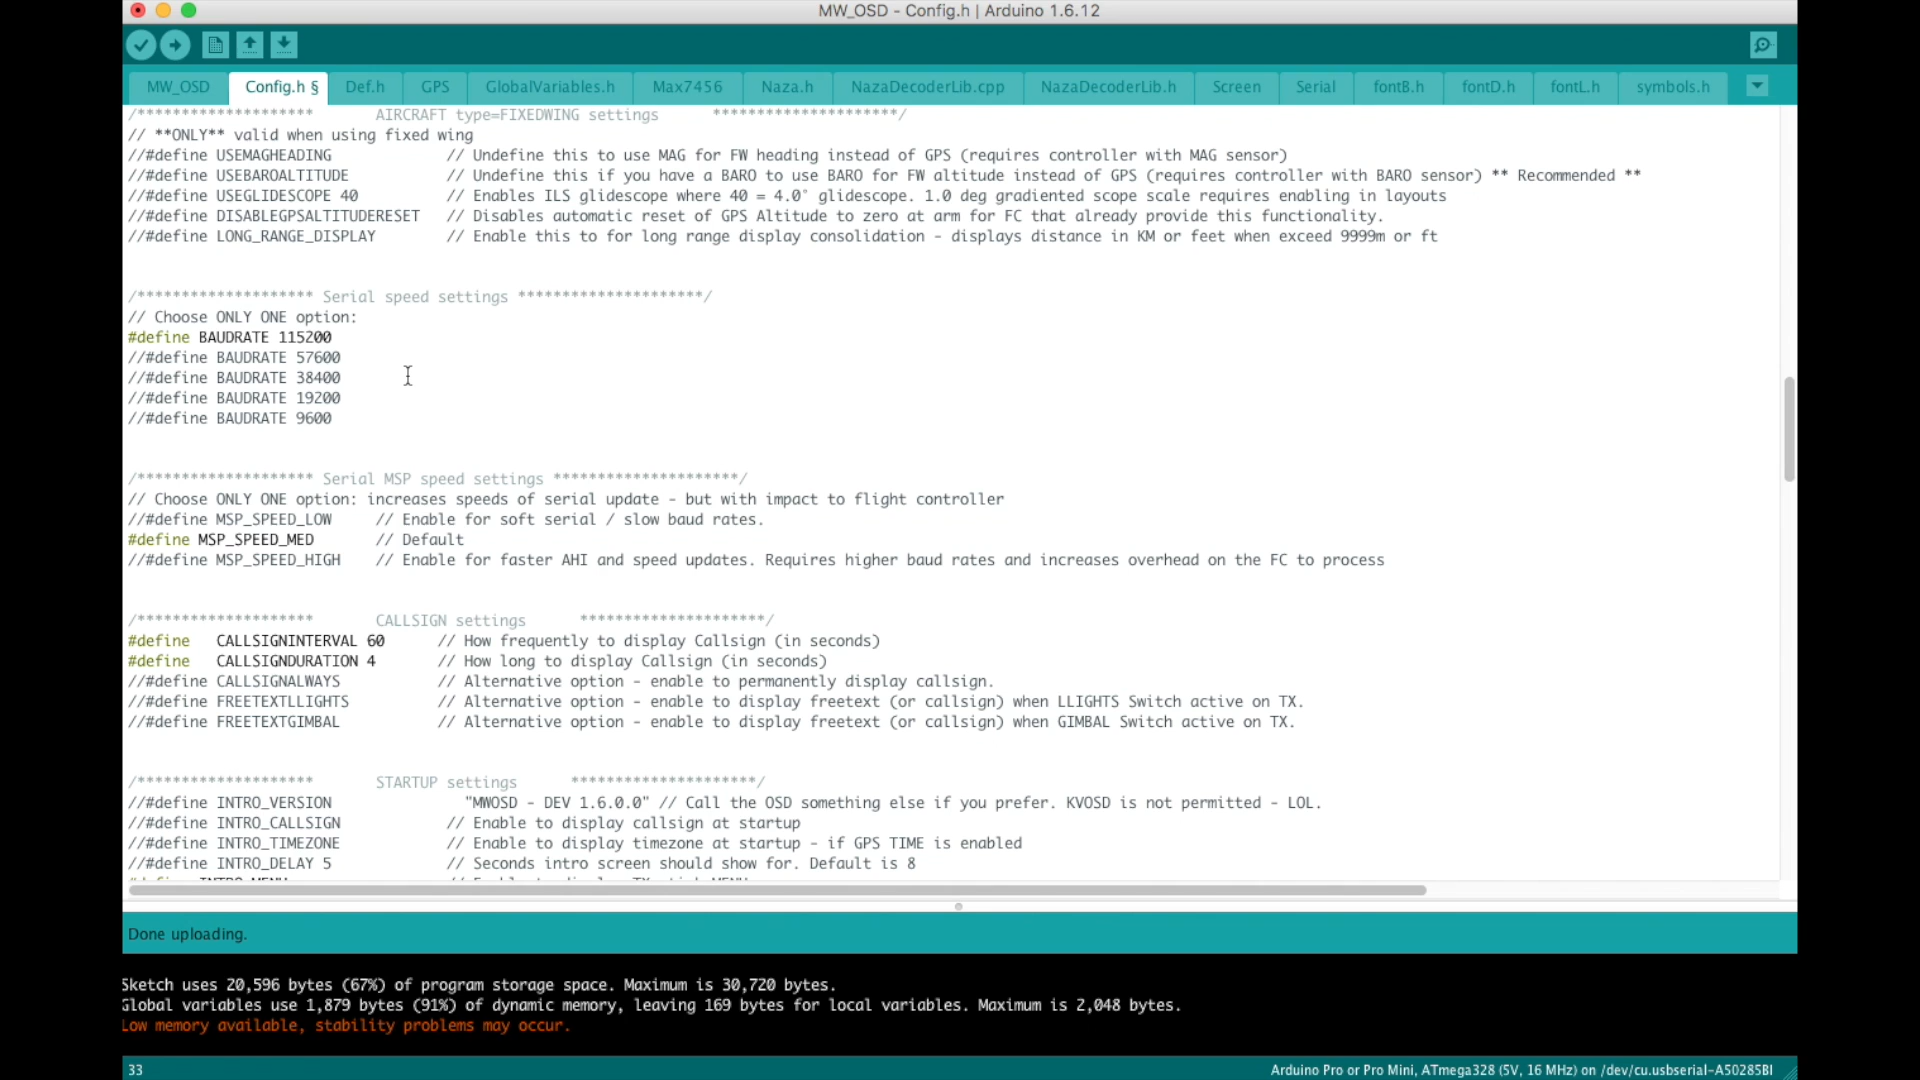 MW_OSD - Config.h | Arduino 1.6.12
MW_OSD Config.h § Def.h GPS GlobalVariables.h Max7456 Naza.h NazaDecoderLib.cpp NazaDecoderLib.h Screen Serial fontB.h fontD.h fontL.h symbols.h
/******************** AIRCRAFT type=FIXEDWING settings *********************/
// **ONLY** valid when using fixed wing
//#define USEMAGHEADING // Undefine this to use MAG for FW heading instead of GPS (requires controller with MAG sensor)
//#define USEBAROALTITUDE // Undefine this if you have a BARO to use BARO for FW altitude instead of GPS (requires controller with BARO sensor) ** Recommended **
//#define USEGLIDESCOPE 40 // Enables ILS glidescope where 40 = 4.0° glidescope. 1.0 deg gradiented scope scale requires enabling in layouts
//#define DISABLEGPSALTITUDERESET // Disables automatic reset of GPS Altitude to zero at arm for FC that already provide this functionality.
//#define LONG_RANGE_DISPLAY // Enable this to for long range display consolidation - displays distance in KM or feet when exceed 9999m or ft
/******************** Serial speed settings *********************/
// Choose ONLY ONE option:
#define BAUDRATE 115200
//#define BAUDRATE 57600
//#define BAUDRATE 38400
//#define BAUDRATE 19200
//#define BAUDRATE 9600
/******************** Serial MSP speed settings *********************/
// Choose ONLY ONE option: increases speeds of serial update - but with impact to flight controller
//#define MSP_SPEED_LOW // Enable for soft serial / slow baud rates.
#define MSP_SPEED_MED // Default
//#define MSP_SPEED_HIGH // Enable for faster AHI and speed updates. Requires higher baud rates and increases overhead on the FC to process
/******************** CALLSIGN settings *********************/
#define CALLSIGNINTERVAL 60 // How frequently to display Callsign (in seconds)
#define CALLSIGNDURATION 4 // How long to display Callsign (in seconds)
//#define CALLSIGNALWAYS // Alternative option - enable to permanently display callsign.
//#define FREETEXTLLIGHTS // Alternative option - enable to display freetext (or callsign) when LLIGHTS Switch active on TX.
//#define FREETEXTGIMBAL // Alternative option - enable to display freetext (or callsign) when GIMBAL Switch active on TX.
/******************** STARTUP settings *********************/
//#define INTRO_VERSION "MWOSD - DEV 1.6.0.0" // Call the OSD something else if you prefer. KVOSD is not permitted - LOL.
//#define INTRO_CALLSIGN // Enable to display callsign at startup
//#define INTRO_TIMEZONE // Enable to display timezone at startup - if GPS TIME is enabled
//#define INTRO_DELAY 5 // Seconds intro screen should show for. Default is 8
Done uploading.
Sketch uses 20,596 bytes (67%) of program storage space. Maximum is 30,720 bytes.
Global variables use 1,879 bytes (91%) of dynamic memory, leaving 169 bytes for local variables. Maximum is 2,048 bytes.
Low memory available, stability problems may occur.
33 Arduino Pro or Pro Mini, ATmega328 (5V, 16 MHz) on /dev/cu.usbserial-A50285BI